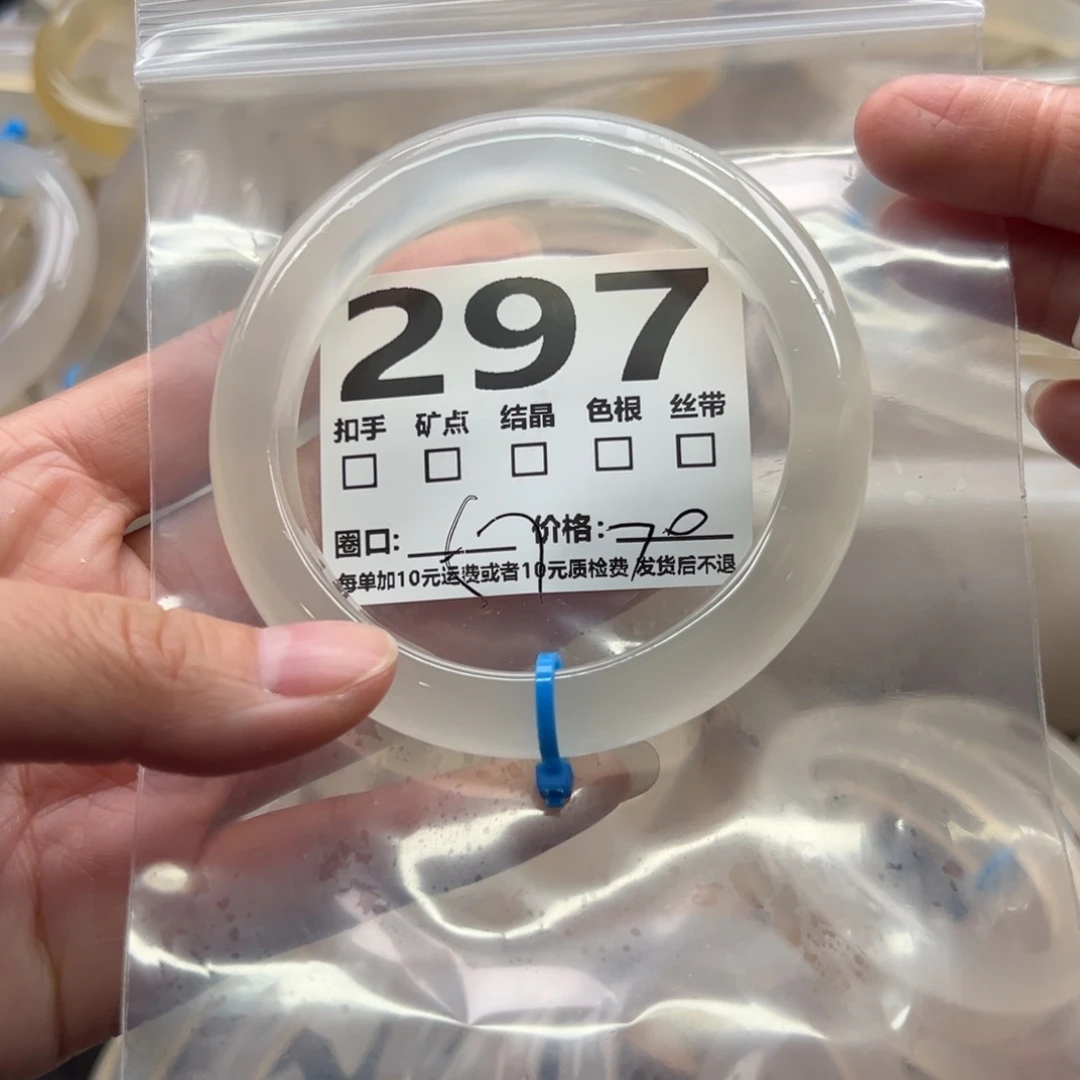 297
扣手 矿点 结晶 色根 丝带
圈口: 价格: 70
每单加10元运费或者10元质检费 发货后不退